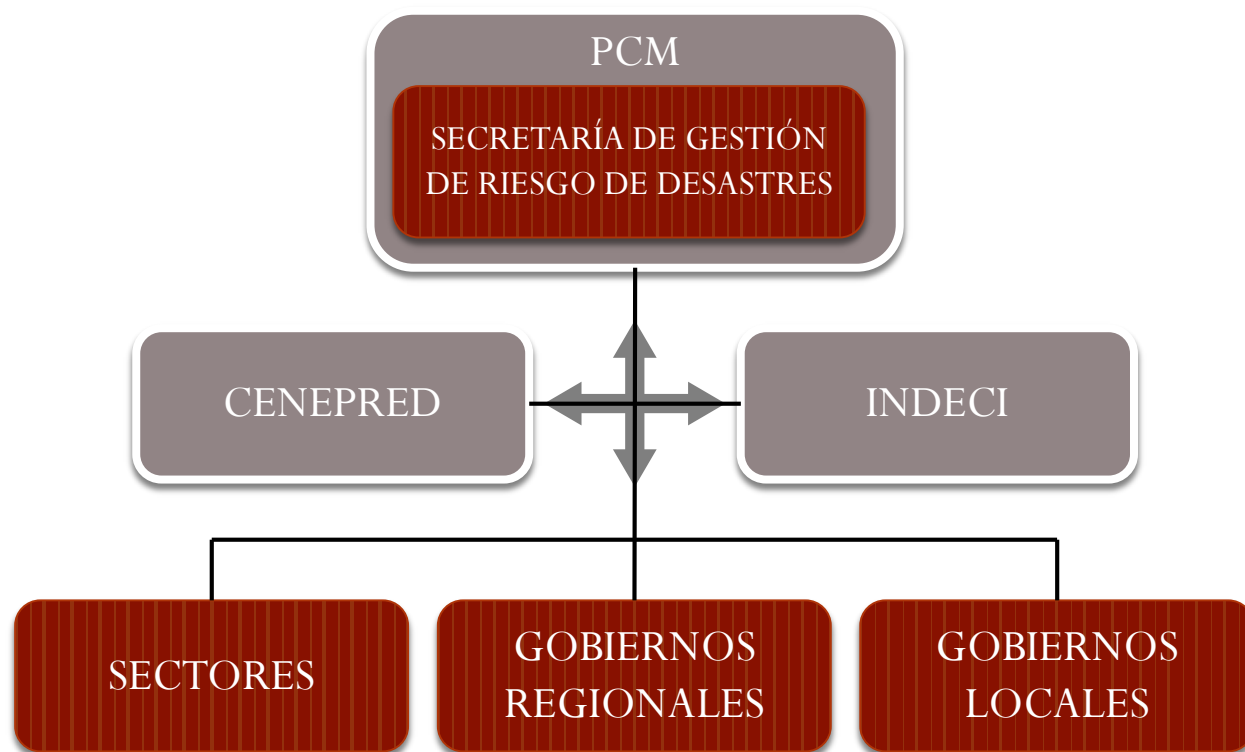 PCM
SECRETARÍA DE GESTIÓN
DE RIESGO DE DESASTRES
CENEPRED
INDECI
SECTORES
GOBIERNOS
REGIONALES
GOBIERNOS
LOCALES